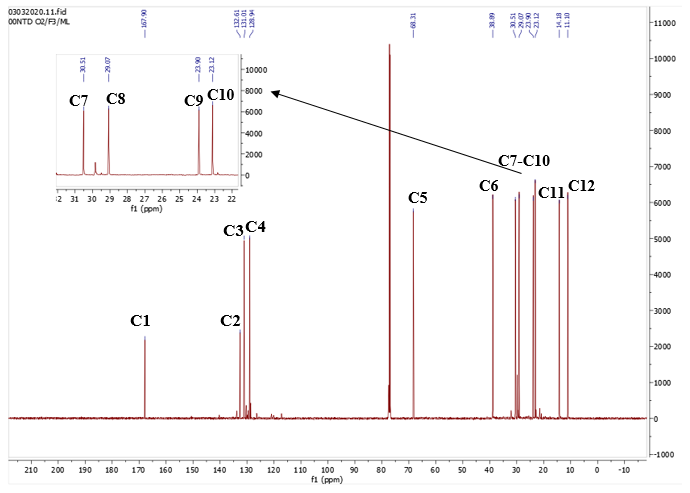 03032020.11.fid
00NTD O2/F3/ML
167.90
132.61
131.01
128.94
68.31
38.89
30.51
29.07
23.90
23.12
14.18
11.10
30.51
29.07
23.90
23.12
C7 C8 C9 C10
10000
8000
6000
4000
2000
0
32 31 30 29 28 27 26 25 24 23 22
f1 (ppm)
C7-C10
C1
C2
C3
C4
C5
C6
C11
C12
11000
10000
9000
8000
7000
6000
5000
4000
3000
2000
1000
0
-1000
210 200 190 180 170 160 150 140 130 120 110 100 90 80 70 60 50 40 30 20 10 0 -10
f1 (ppm)